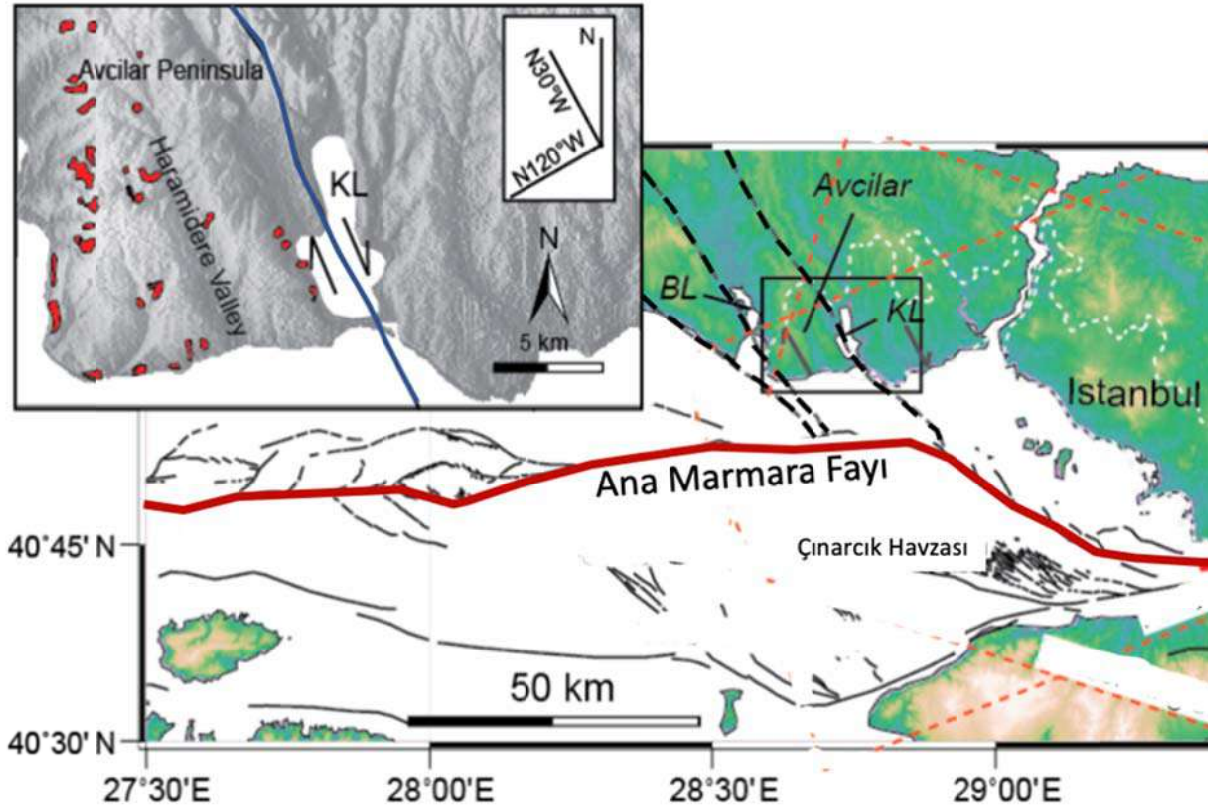 Avcilar Peninsula
Haramidere Valley
KL
N
5 km
N
N30°W
N120°W
Avcilar
BL
KL
Istanbul
Ana Marmara Fayı
Çınarcık Havzası
50 km
40°45' N
40°30' N
27°30'E
28°00'E
28°30'E
29°00'E